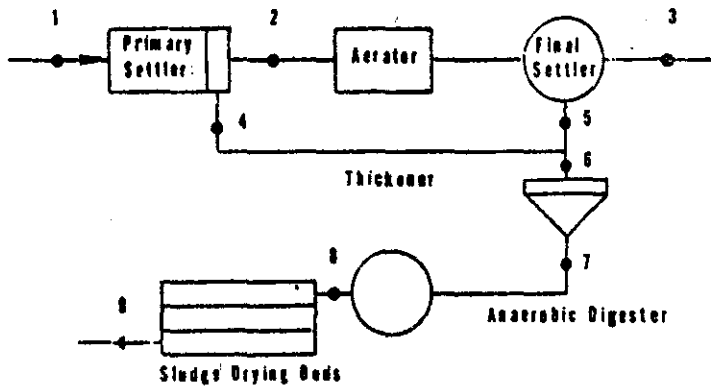 1
2
3
Primary
Settler
Aerator
Final
Settler
4
5
6
Thickener
7
8
Anaerobic Digester
9
Sludge Drying Beds